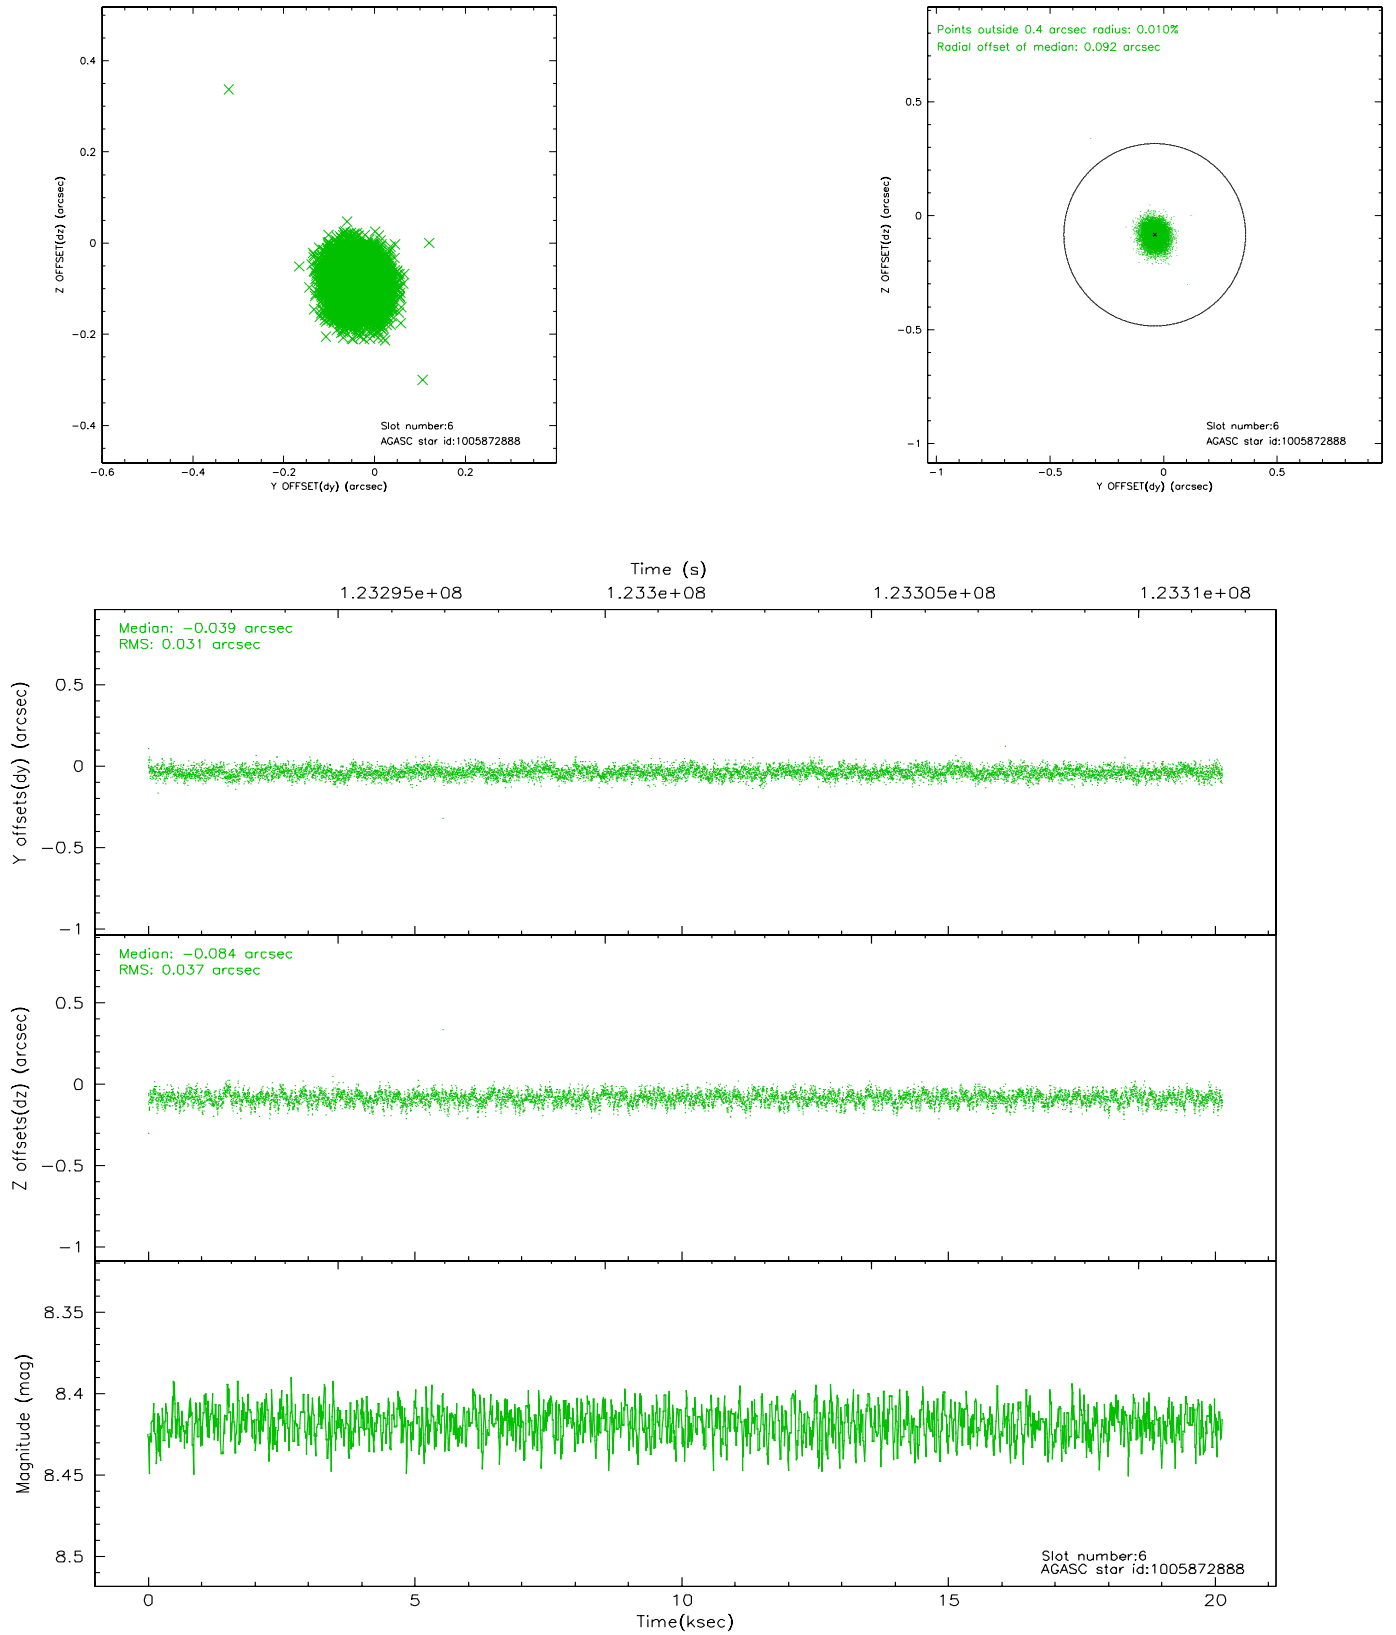 0.4
0.2
0
−0.2
−0.4
Z OFFSET(dz) (arcsec)
Slot number:6
AGASC star id:1005872888
−0.6
−0.4
−0.2
0
0.2
Y OFFSET(dy) (arcsec)
Points outside 0.4 arcsec radius: 0.010%
Radial offset of median: 0.092 arcsec
0.5
0
−0.5
−1
Z OFFSET(dz) (arcsec)
Slot number:6
AGASC star id:1005872888
−1
−0.5
0
0.5
Y OFFSET(dy) (arcsec)
Time (s)
1.23295e+08
1.233e+08
1.23305e+08
1.2331e+08
Median: −0.039 arcsec
RMS: 0.031 arcsec
0.5
0
−0.5
−1
Y offsets(dy) (arcsec)
Median: −0.084 arcsec
RMS: 0.037 arcsec
0.5
0
−0.5
−1
Z offsets(dz) (arcsec)
8.35
8.4
8.45
8.5
Magnitude (mag)
Slot number:6
AGASC star id:1005872888
0
5
10
15
20
Time(ksec)